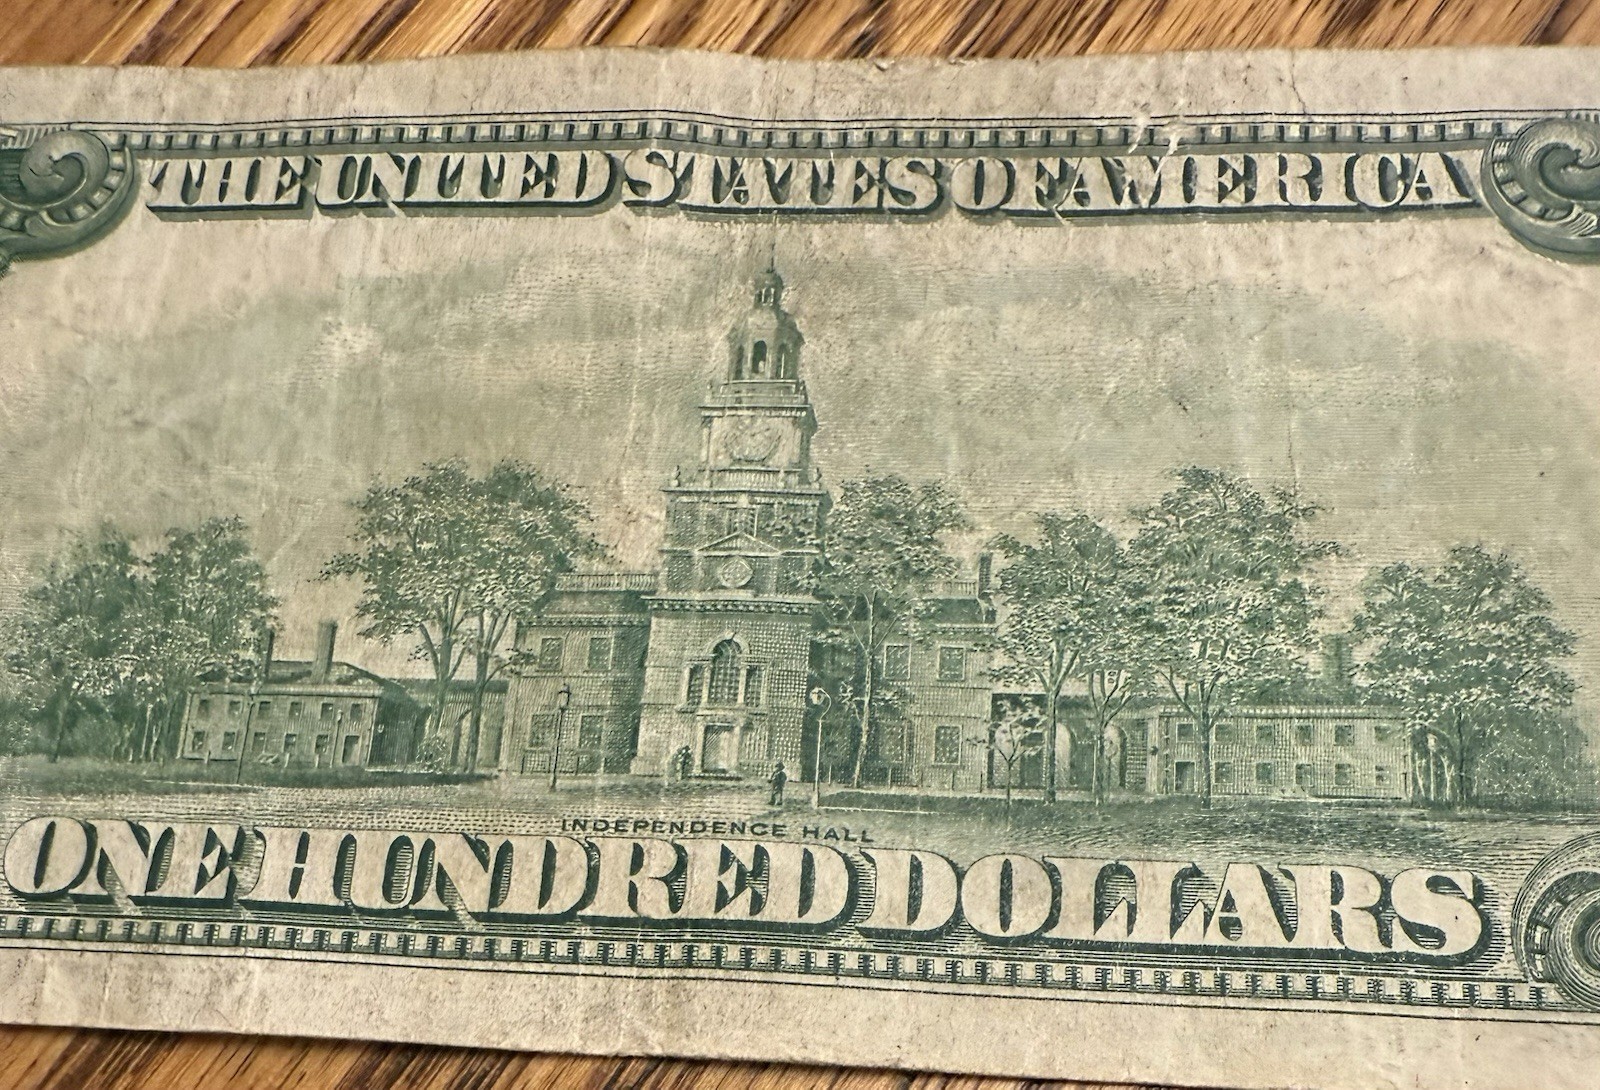 THE UNITED STATES OF AMERICA
INDEPENDENCE HALL
ONE HUNDRED DOLLARS